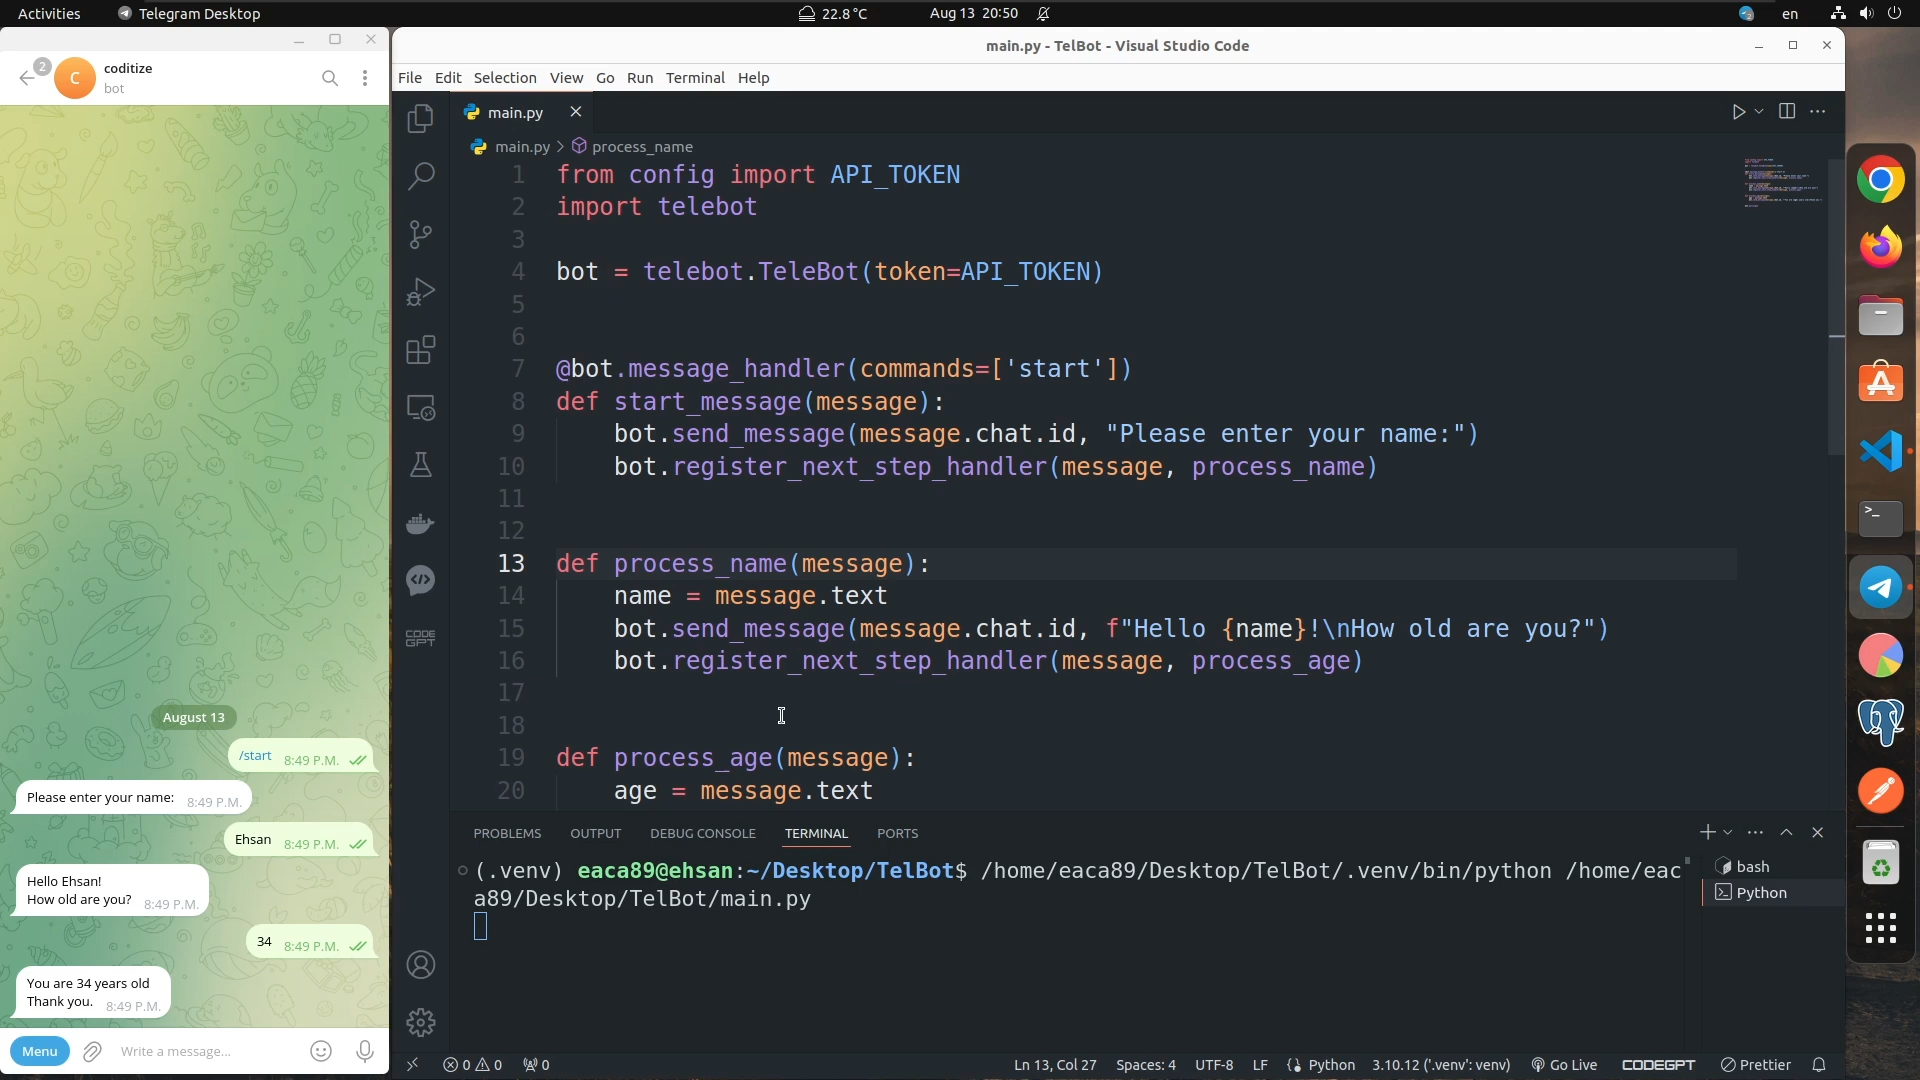 Activities
Telegram Desktop
22.8 °C
Aug 13 20:50
en
2
C
coditize
bot
August 13
/start 8:49 P.M.
Please enter your name: 8:49 P.M.
Ehsan 8:49 P.M.
Hello Ehsan!
How old are you? 8:49 P.M.
34 8:49 P.M.
You are 34 years old
Thank you. 8:49 P.M.
Menu
Write a message...
main.py - TelBot - Visual Studio Code
File Edit Selection View Go Run Terminal Help
main.py
main.py > process_name
1 from config import API_TOKEN
2 import telebot
3
4 bot = telebot.TeleBot(token=API_TOKEN)
5
6
7 @bot.message_handler(commands=['start'])
8 def start_message(message):
9 bot.send_message(message.chat.id, "Please enter your name:")
10 bot.register_next_step_handler(message, process_name)
11
12
13 def process_name(message):
14 name = message.text
15 bot.send_message(message.chat.id, f"Hello {name}!\nHow old are you?")
16 bot.register_next_step_handler(message, process_age)
17
18
19 def process_age(message):
20 age = message.text
CODE
GPT
PROBLEMS OUTPUT DEBUG CONSOLE TERMINAL PORTS
(.venv) eaca89@ehsan:~/Desktop/TelBot$ /home/eaca89/Desktop/TelBot/.venv/bin/python /home/eac
a89/Desktop/TelBot/main.py
bash
Python
0 0 0
Ln 13, Col 27
Spaces: 4
UTF-8
LF
Python
3.10.12 ('.venv': venv)
Go Live
CODEGPT
Prettier